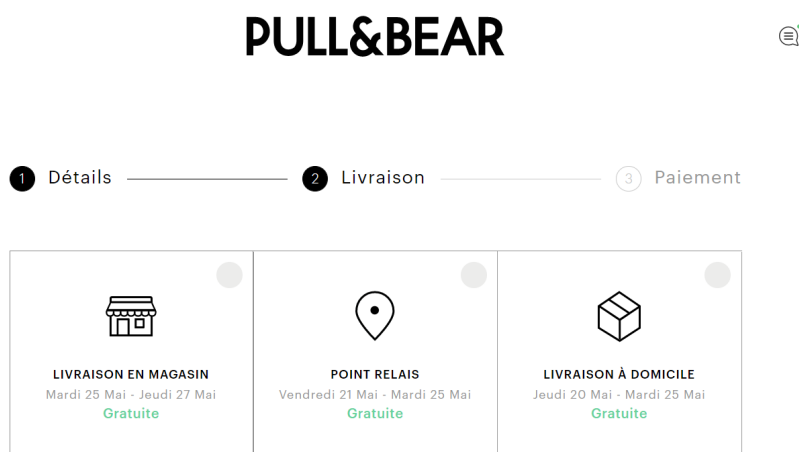 PULL&BEAR
1 Détails 2 Livraison 3 Paiement
LIVRAISON EN MAGASIN
Mardi 25 Mai - Jeudi 27 Mai
Gratuite
POINT RELAIS
Vendredi 21 Mai - Mardi 25 Mai
Gratuite
LIVRAISON À DOMICILE
Jeudi 20 Mai - Mardi 25 Mai
Gratuite